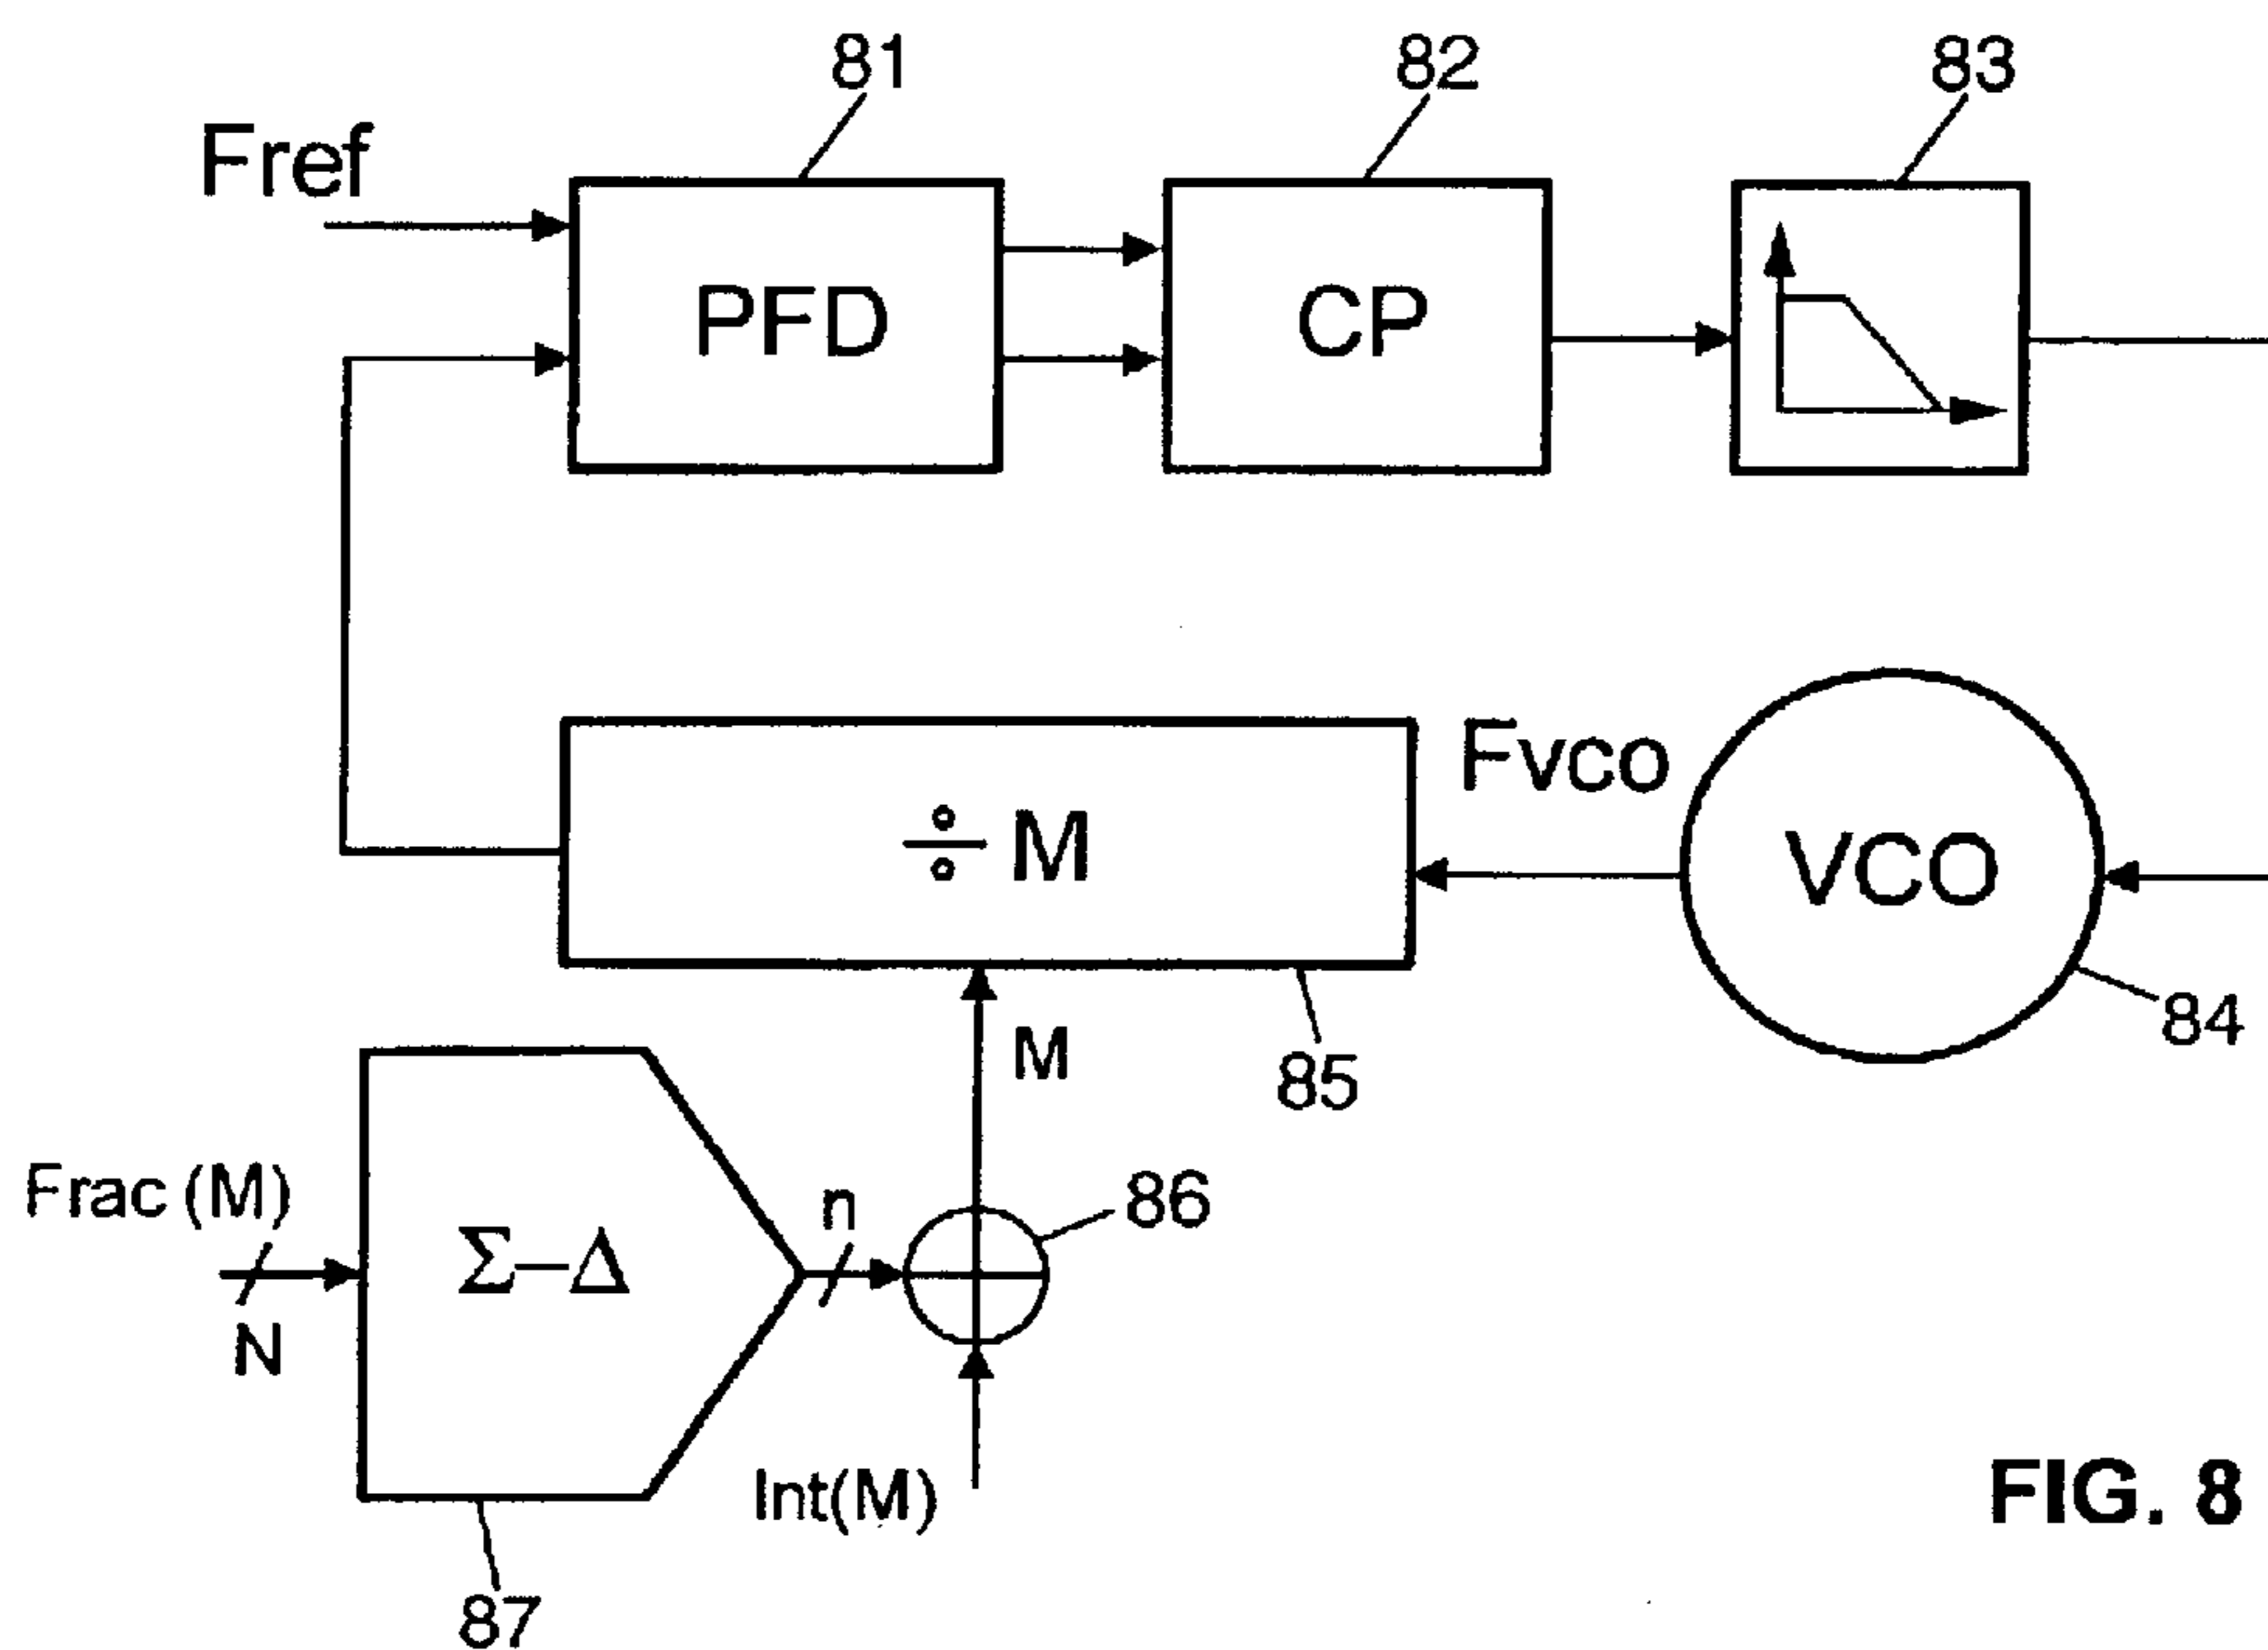 81
82
83
Fref
PFD
CP
Fvco
÷ M
VCO
84
M
85
Frac (M)
n
86
Σ–Δ
N
Int(M)
FIG. 8
87